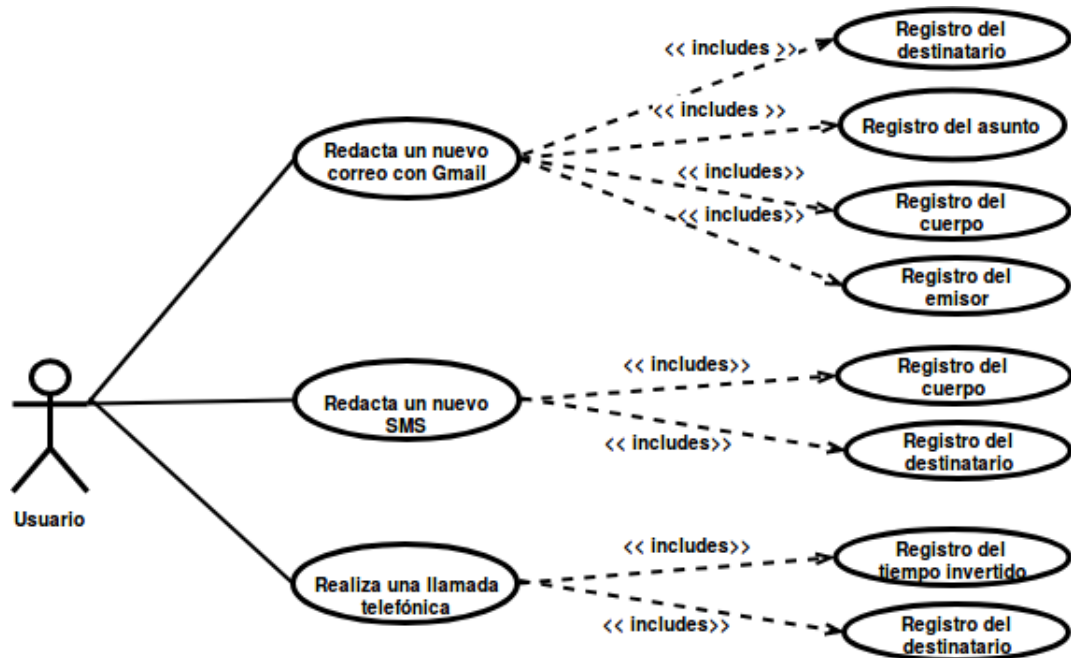 Registro del
destinatario
<< includes >>
<< includes >>
Registro del asunto
Redacta un nuevo
correo con Gmail
<< includes>>
Registro del
cuerpo
<< includes>>
Registro del
emisor
<< includes>>
Registro del
cuerpo
Redacta un nuevo
SMS
<< includes>>
Registro del
destinatario
Usuario
<< includes>>
Registro del
tiempo invertido
Realiza una llamada
telefónica
<< includes>>
Registro del
destinatario